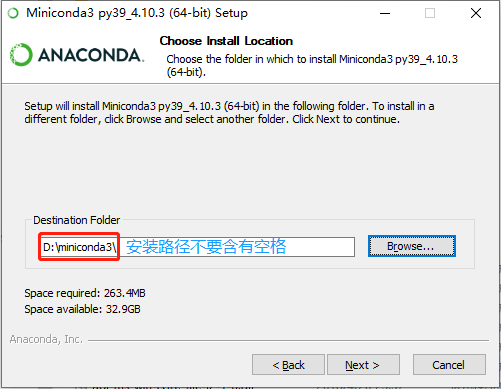 Miniconda3 py39_4.10.3 (64-bit) Setup
ANACONDA.
Choose Install Location
Choose the folder in which to install Miniconda3 py39_4.10.3
(64-bit).
Setup will install Miniconda3 py39_4.10.3 (64-bit) in the following folder. To install in a
different folder, click Browse and select another folder. Click Next to continue.
Destination Folder
D:\miniconda3\ 安装路径不要含有空格 Browse...
Space required: 263.4MB
Space available: 32.9GB
Anaconda, Inc.
< Back Next > Cancel